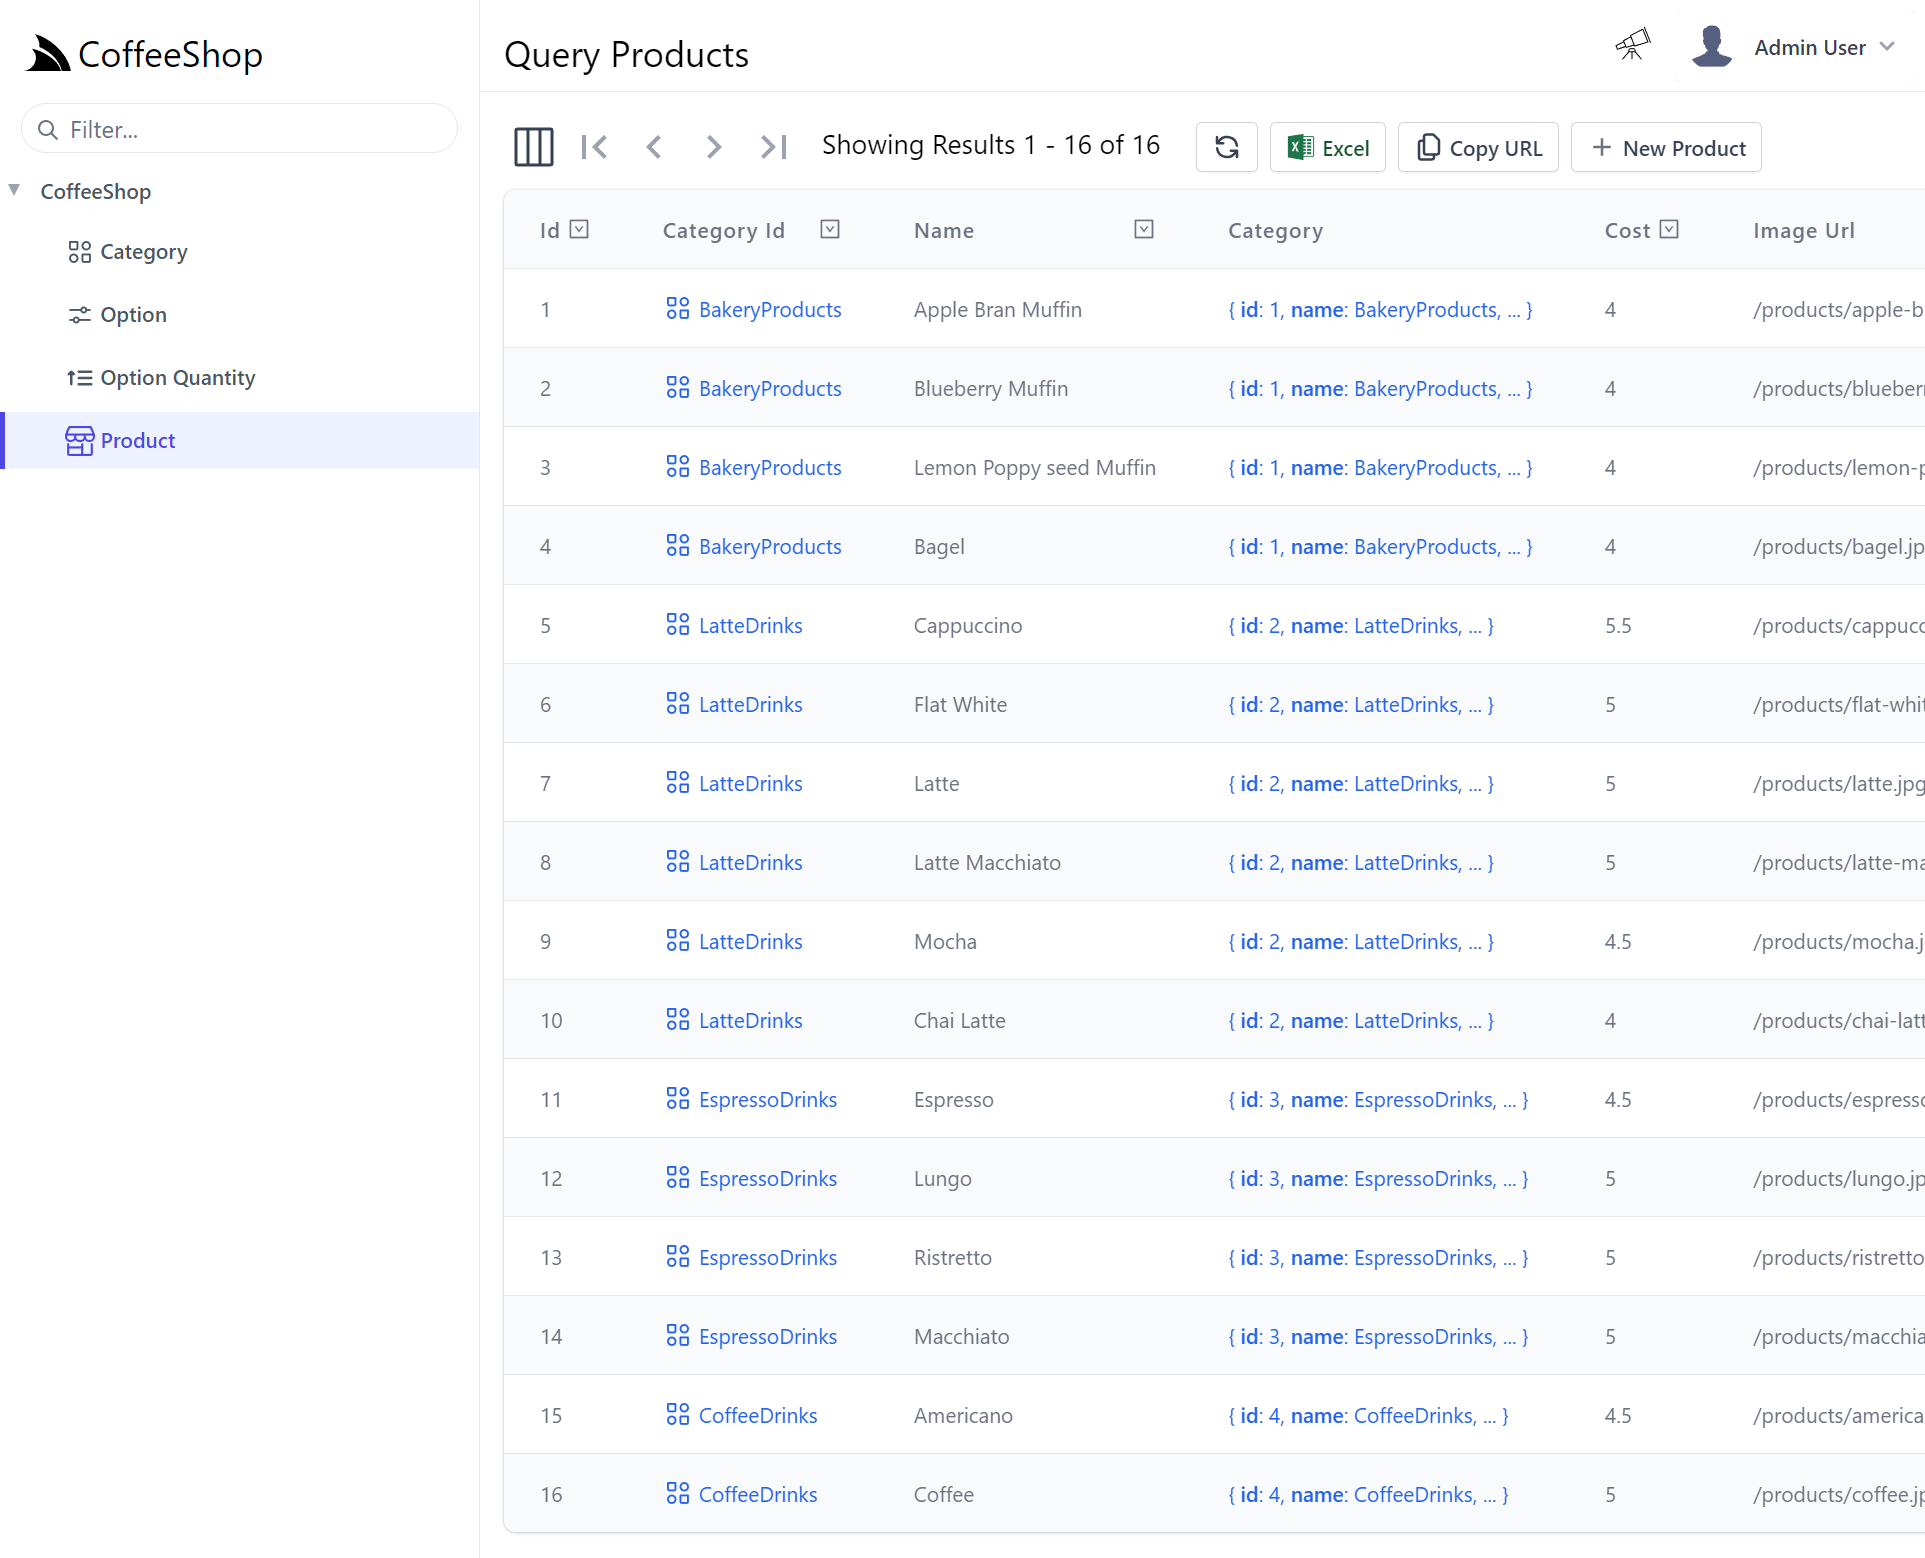 CoffeeShop
Filter...
CoffeeShop
Category
Option
Option Quantity
Product
Query Products
Admin User
Showing Results 1 - 16 of 16
Excel
Copy URL
New Product
Id Category Id Name Category Cost Image Url
1 BakeryProducts Apple Bran Muffin { id: 1, name: BakeryProducts, ... } 4 /products/apple-b
2 BakeryProducts Blueberry Muffin { id: 1, name: BakeryProducts, ... } 4 /products/blueberr
3 BakeryProducts Lemon Poppy seed Muffin { id: 1, name: BakeryProducts, ... } 4 /products/lemon-p
4 BakeryProducts Bagel { id: 1, name: BakeryProducts, ... } 4 /products/bagel.jp
5 LatteDrinks Cappuccino { id: 2, name: LatteDrinks, ... } 5.5 /products/cappucc
6 LatteDrinks Flat White { id: 2, name: LatteDrinks, ... } 5 /products/flat-whit
7 LatteDrinks Latte { id: 2, name: LatteDrinks, ... } 5 /products/latte.jpg
8 LatteDrinks Latte Macchiato { id: 2, name: LatteDrinks, ... } 5 /products/latte-ma
9 LatteDrinks Mocha { id: 2, name: LatteDrinks, ... } 4.5 /products/mocha.j
10 LatteDrinks Chai Latte { id: 2, name: LatteDrinks, ... } 4 /products/chai-latt
11 EspressoDrinks Espresso { id: 3, name: EspressoDrinks, ... } 4.5 /products/espresso
12 EspressoDrinks Lungo { id: 3, name: EspressoDrinks, ... } 5 /products/lungo.jp
13 EspressoDrinks Ristretto { id: 3, name: EspressoDrinks, ... } 5 /products/ristretto
14 EspressoDrinks Macchiato { id: 3, name: EspressoDrinks, ... } 5 /products/macchia
15 CoffeeDrinks Americano { id: 4, name: CoffeeDrinks, ... } 4.5 /products/america
16 CoffeeDrinks Coffee { id: 4, name: CoffeeDrinks, ... } 5 /products/coffee.jp